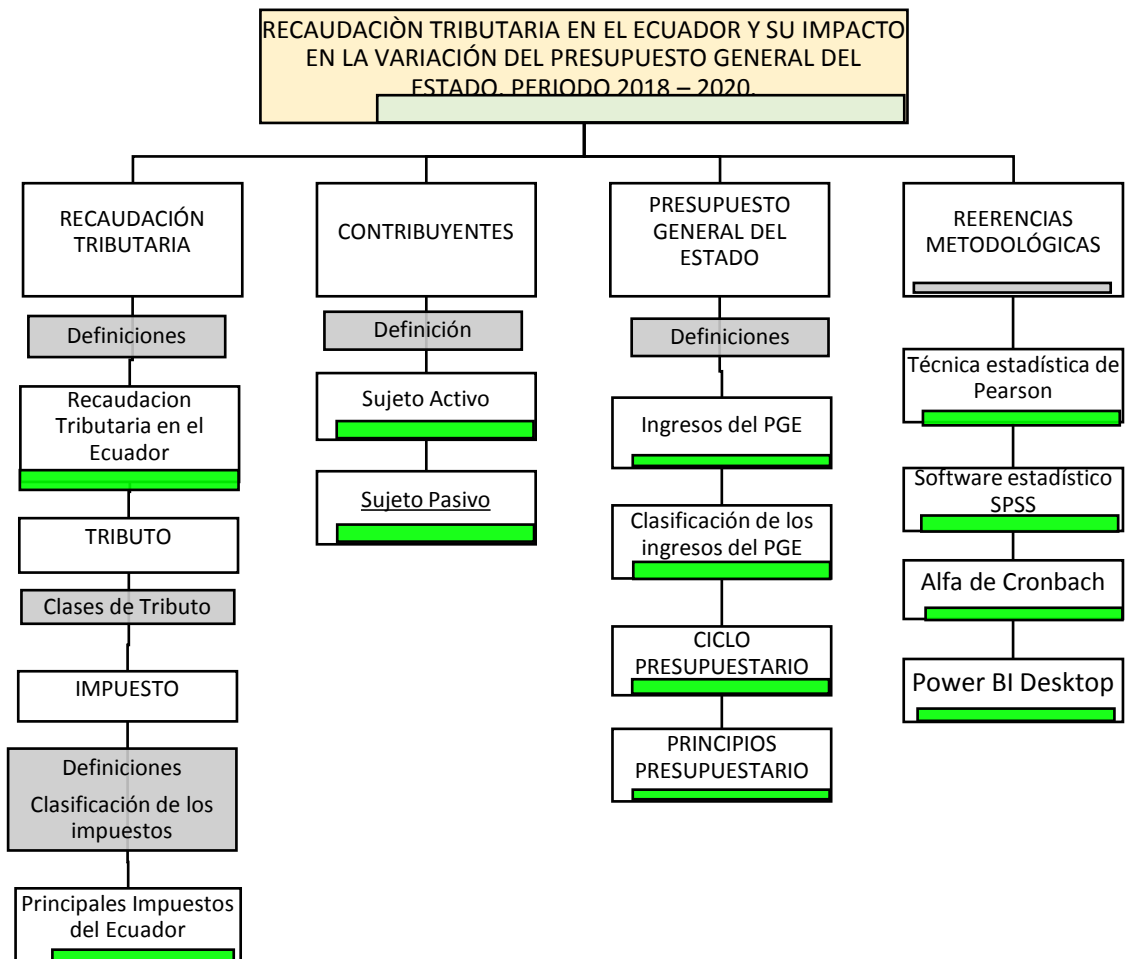 RECAUDACIÒN TRIBUTARIA EN EL ECUADOR Y SU IMPACTO
EN LA VARIACIÓN DEL PRESUPUESTO GENERAL DEL
ESTADO. PERIODO 2018 – 2020.
RECAUDACIÓN
TRIBUTARIA
Definiciones
Recaudacion
Tributaria en el
Ecuador
TRIBUTO
Clases de Tributo
IMPUESTO
Definiciones
Clasificación de los
impuestos
Principales Impuestos
del Ecuador
CONTRIBUYENTES
Definición
Sujeto Activo
Sujeto Pasivo
PRESUPUESTO
GENERAL DEL
ESTADO
Definiciones
Ingresos del PGE
Clasificación de los
ingresos del PGE
CICLO
PRESUPUESTARIO
PRINCIPIOS
PRESUPUESTARIO
REERENCIAS
METODOLÓGICAS
Técnica estadística de
Pearson
Software estadístico
SPSS
Alfa de Cronbach
Power BI Desktop